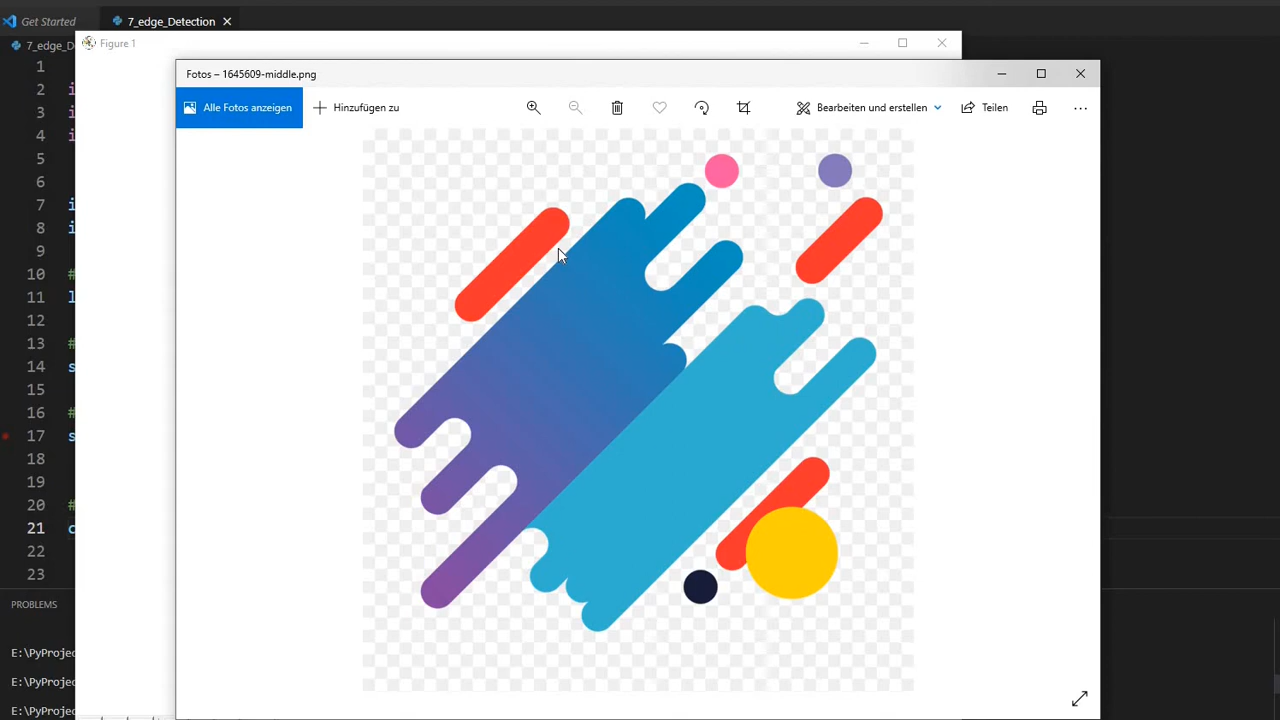 Get Started
7_edge_Detection
7_edge_D
Figure 1
Fotos – 1645609-middle.png
Alle Fotos anzeigen
Hinzufügen zu
Bearbeiten und erstellen
Teilen
1
2 i
3 i
4 i
5
6
7 i
8 i
9
10 #
11 l
12
13 #
14 s
15
16 #
17 s
18
19
20 #
21 c
22
23
PROBLEMS
E:\PyProjec
E:\PyProjec
E:\PyProjec